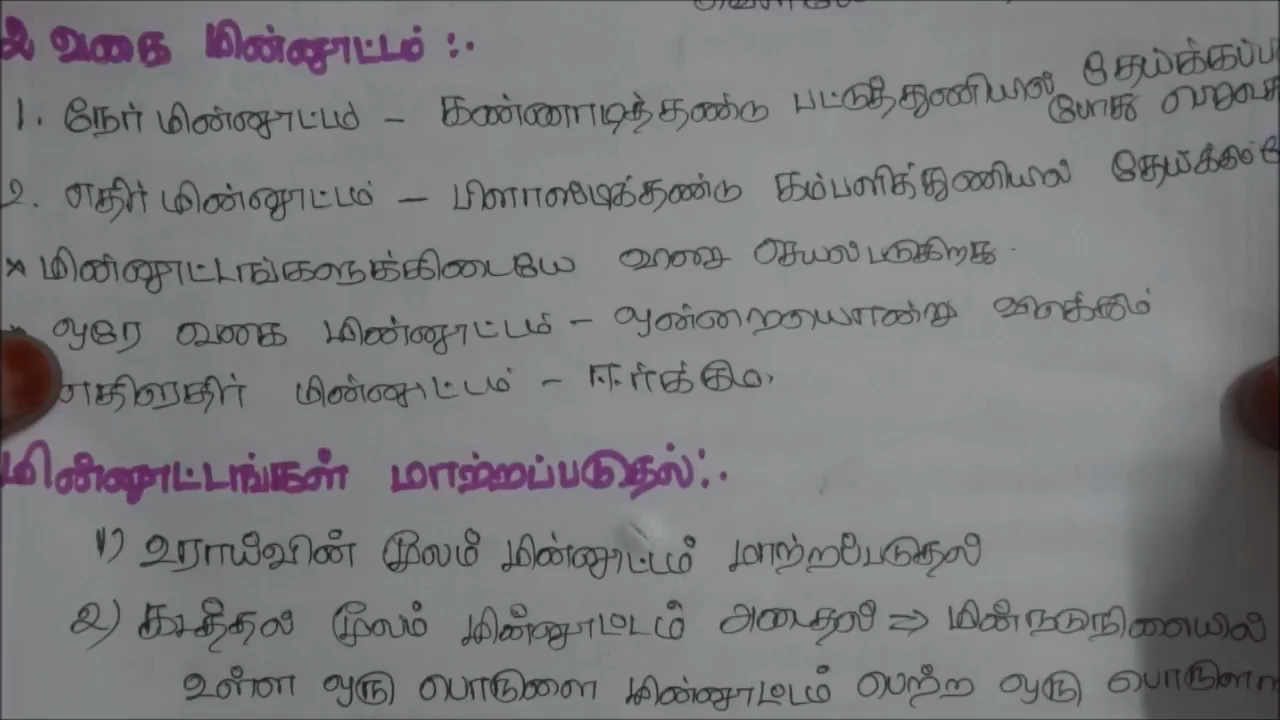 2 வகை மின்னூட்டம் :.
1. நேர் மின்னூட்டம் – கண்ணாடித்தண்டு பட்டுத்துணியால் தேய்க்கப்ப
போது
2. எதிர் மின்னூட்டம் – பிளாஸ்டிக்தண்டு கம்பளித்துணியால்
* மின்னூட்டங்களுக்கிடையே விசை செயல்படுகிறது.
* ஒரே வகை மின்னூட்டம் – ஒன்றையொன்று விலக்கும்
எதிரெதிர் மின்னூட்டம் – ஈர்க்கும்.
மின்னூட்டங்கள் மாற்றப்படுதல்:.
1) உராய்வின் மூலம் மின்னூட்டம் மாற்றப்படுதல்
2) கடத்தல் மூலம் மின்னூட்டம் அடைதல் => மின்நடுநிலையில்
உள்ள ஒரு பொருளை மின்னூட்டம் பெற்ற ஒரு